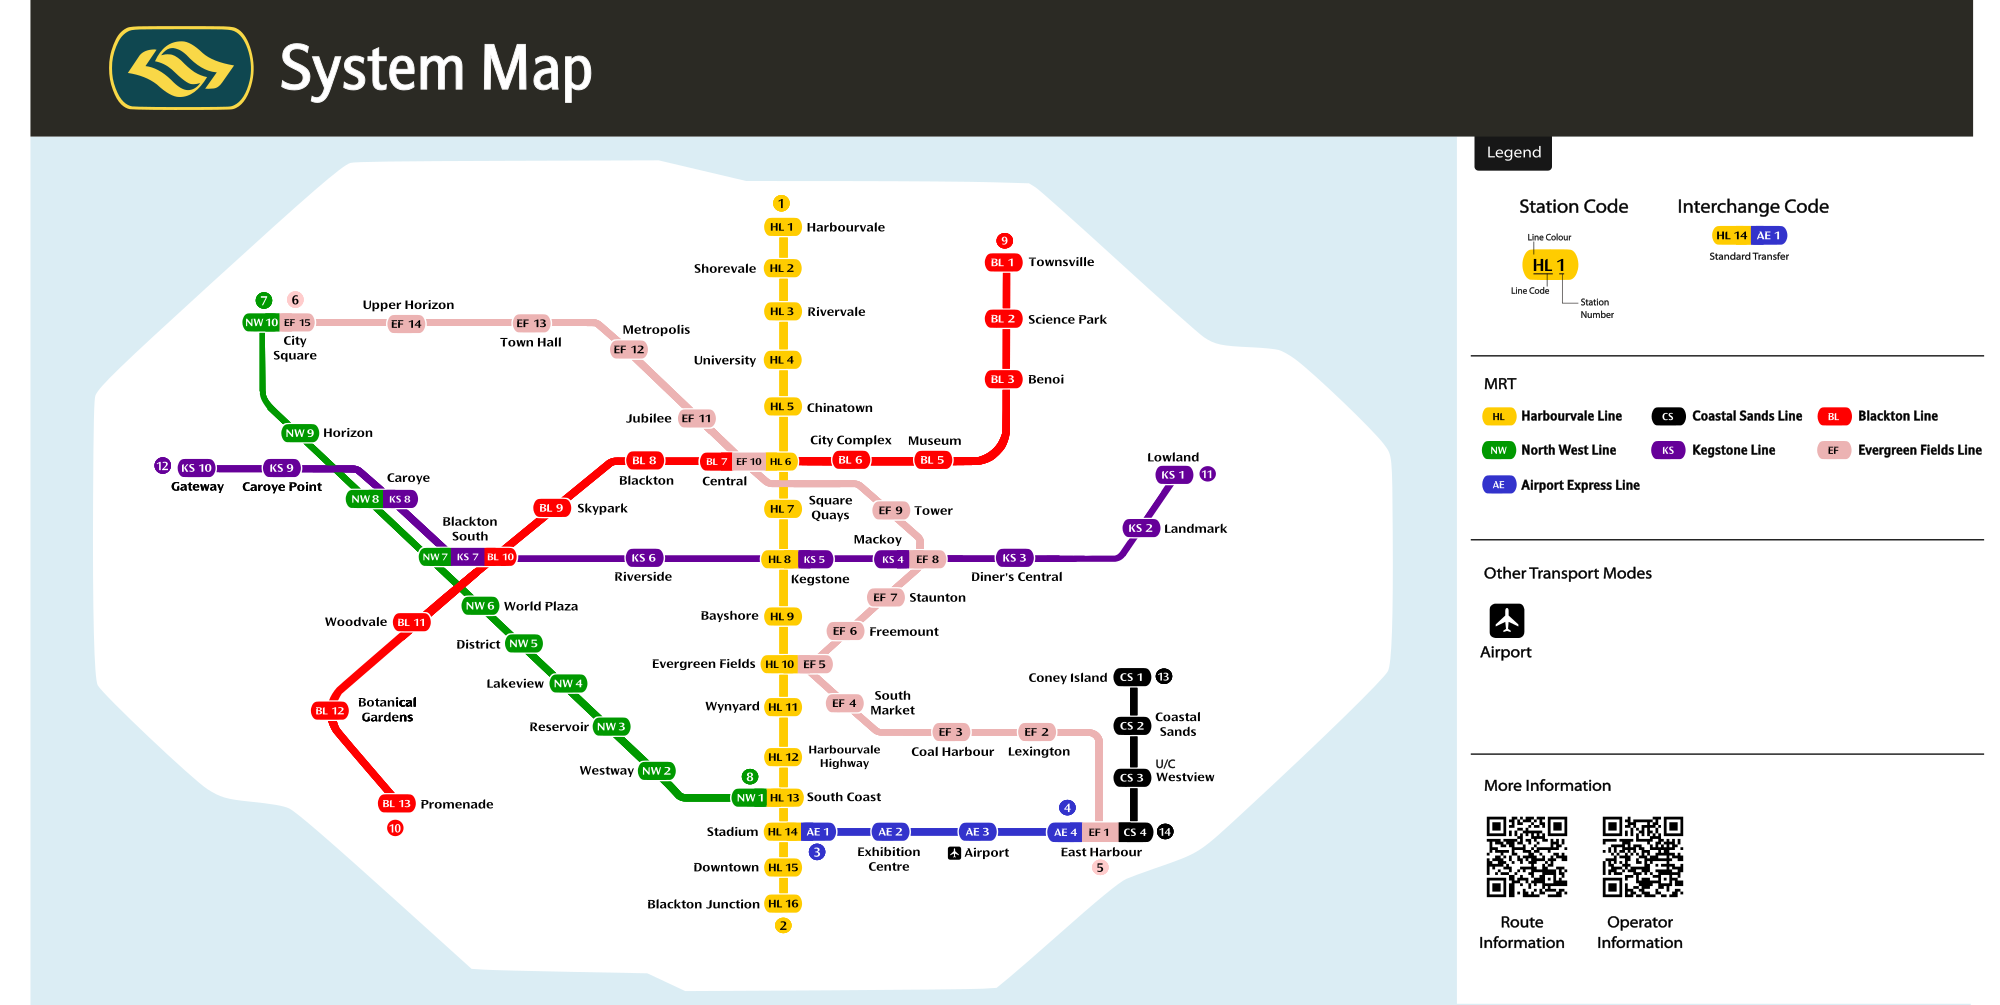 System Map
Legend
Station Code
Interchange Code
Line Colour
HL 1
Line Code
Station
Number
HL 14 AE 1
Standard Transfer
MRT
HL Harbourvale Line
CS Coastal Sands Line
BL Blackton Line
NW North West Line
KS Kegstone Line
EF Evergreen Fields Line
AE Airport Express Line
Other Transport Modes
Airport
More Information
Route
Information
Operator
Information
1
HL 1 Harbourvale
Shorevale HL 2
HL 3 Rivervale
University HL 4
HL 5 Chinatown
9
BL 1 Townsville
BL 2 Science Park
BL 3 Benoi
7
6
NW 10 EF 15
City
Square
Upper Horizon
EF 14
EF 13
Town Hall
Metropolis
EF 12
Jubilee EF 11
NW 9 Horizon
12 KS 10
Gateway
KS 9
Caroye Point
Caroye
NW 8 KS 8
Blackton
South
NW 7 KS 7 BL 10
BL 9 Skypark
BL 8
Blackton
BL 7 EF 10 HL 6
Central
City Complex
BL 6
Museum
BL 5
HL 7
Square
Quays
EF 9 Tower
Lowland
KS 1 11
KS 2 Landmark
KS 6
Riverside
HL 8 KS 5
Kegstone
Mackoy
KS 4 EF 8
KS 3
Diner's Central
EF 7 Staunton
EF 6 Freemount
Bayshore HL 9
Evergreen Fields HL 10 EF 5
Woodvale BL 11
NW 6 World Plaza
District NW 5
Lakeview NW 4
Reservoir NW 3
Westway NW 2
BL 12
Botanical
Gardens
BL 13 Promenade
10
Wynyard HL 11
EF 4
South
Market
EF 3
Coal Harbour
EF 2
Lexington
HL 12
Harbourvale
Highway
8
NW 1 HL 13 South Coast
Coney Island CS 1 13
CS 2
Coastal
Sands
U/C
CS 3 Westview
Stadium HL 14 AE 1
3
AE 2
Exhibition
Centre
AE 3
Airport
4
AE 4 EF 1 CS 4 14
East Harbour
5
Downtown HL 15
Blackton Junction HL 16
2